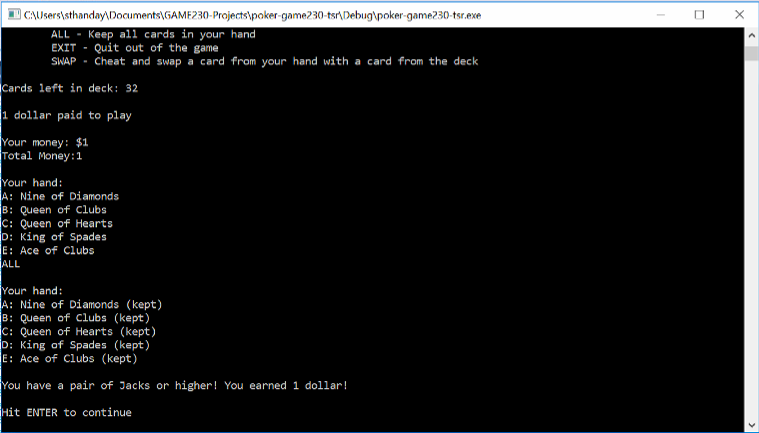 C:\Users\sthanday\Documents\GAME230-Projects\poker-game230-tsr\Debug\poker-game230-tsr.exe
ALL - Keep all cards in your hand
EXIT - Quit out of the game
SWAP - Cheat and swap a card from your hand with a card from the deck
Cards left in deck: 32
1 dollar paid to play
Your money: $1
Total Money:1
Your hand:
A: Nine of Diamonds
B: Queen of Clubs
C: Queen of Hearts
D: King of Spades
E: Ace of Clubs
ALL
Your hand:
A: Nine of Diamonds (kept)
B: Queen of Clubs (kept)
C: Queen of Hearts (kept)
D: King of Spades (kept)
E: Ace of Clubs (kept)
You have a pair of Jacks or higher! You earned 1 dollar!
Hit ENTER to continue